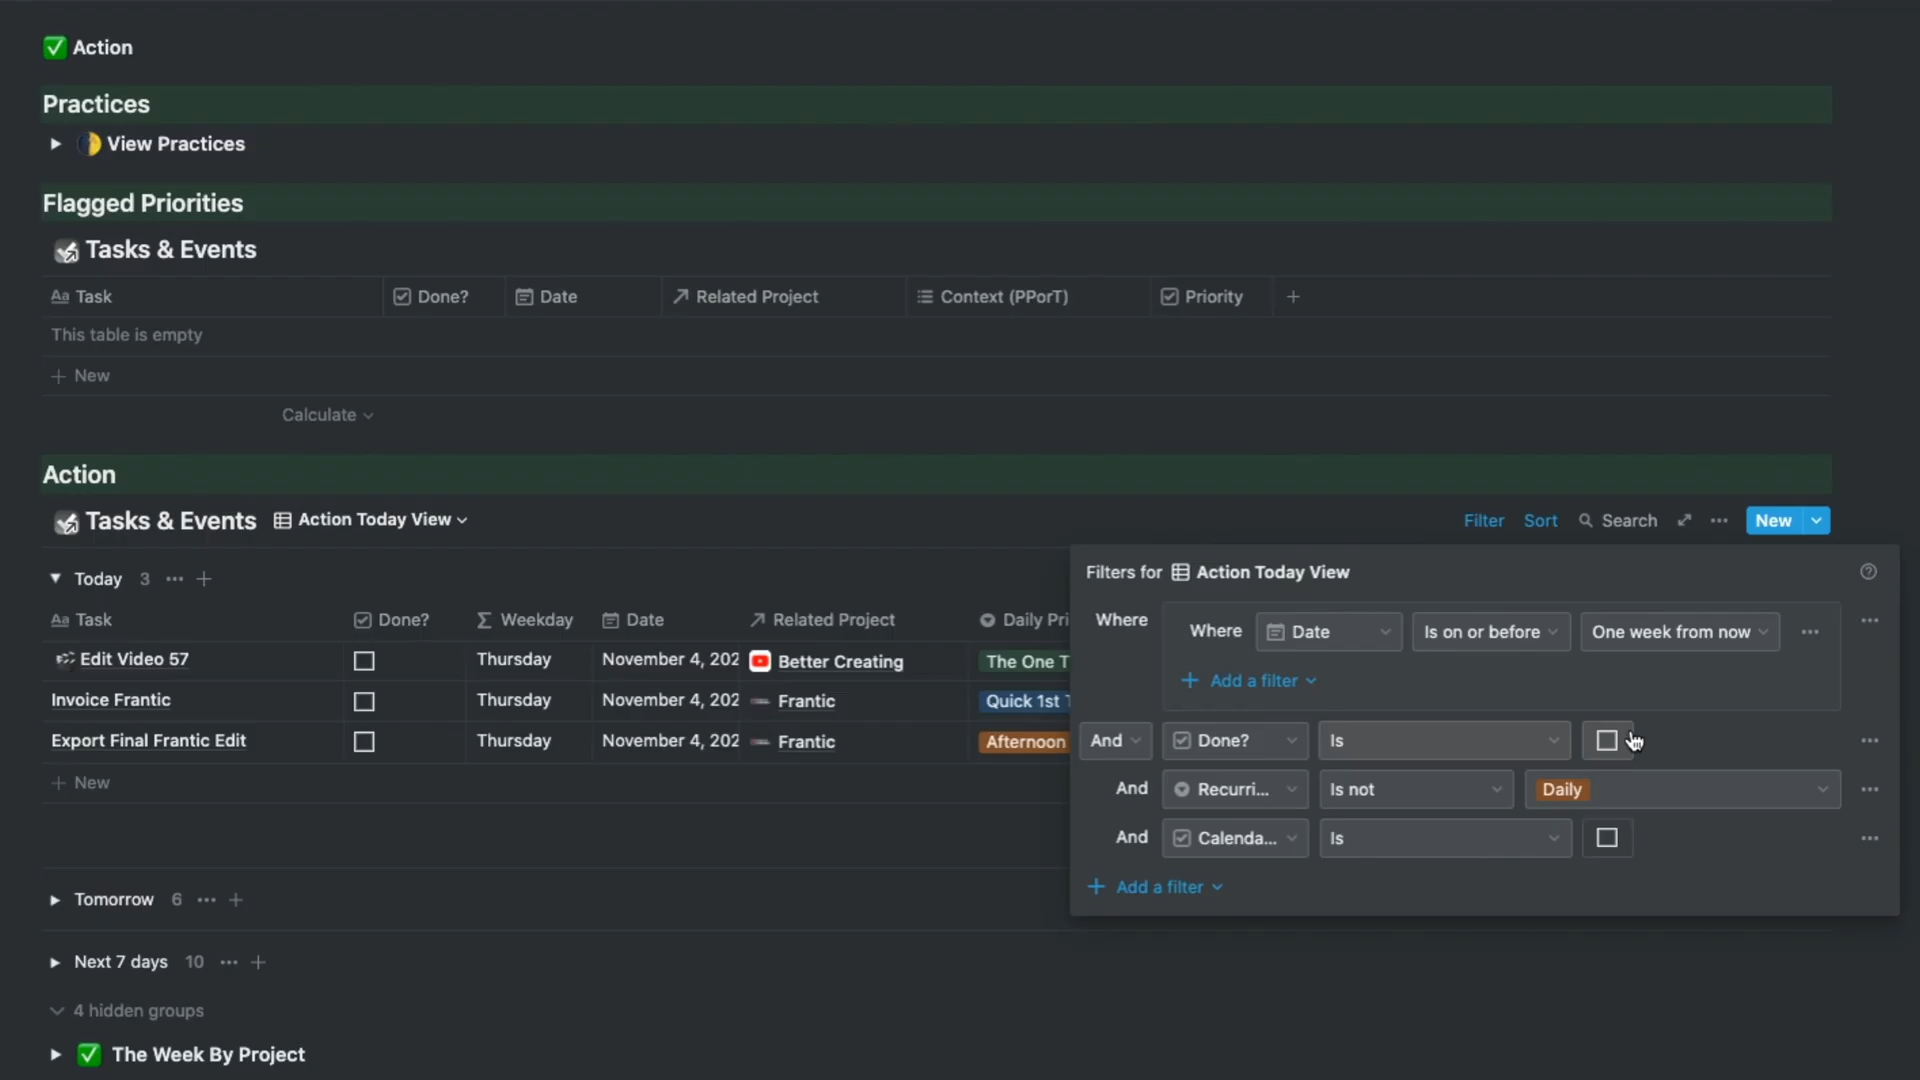 Action
Practices
View Practices
Flagged Priorities
Tasks & Events
Aa Task Done? Date Related Project Context (PPorT) Priority
This table is empty
+ New
Calculate
Action
Tasks & Events Action Today View Filter Sort Search New
Today 3
Aa Task Done? Weekday Date Related Project Daily Pri
Edit Video 57 Thursday November 4, 202 Better Creating The One T
Invoice Frantic Thursday November 4, 202 Frantic Quick 1st
Export Final Frantic Edit Thursday November 4, 202 Frantic Afternoon
+ New
Tomorrow 6
Next 7 days 10
4 hidden groups
The Week By Project
Filters for Action Today View
Where Where Date Is on or before One week from now
+ Add a filter
And Done? Is
And Recurri... Is not Daily
And Calenda... Is
+ Add a filter